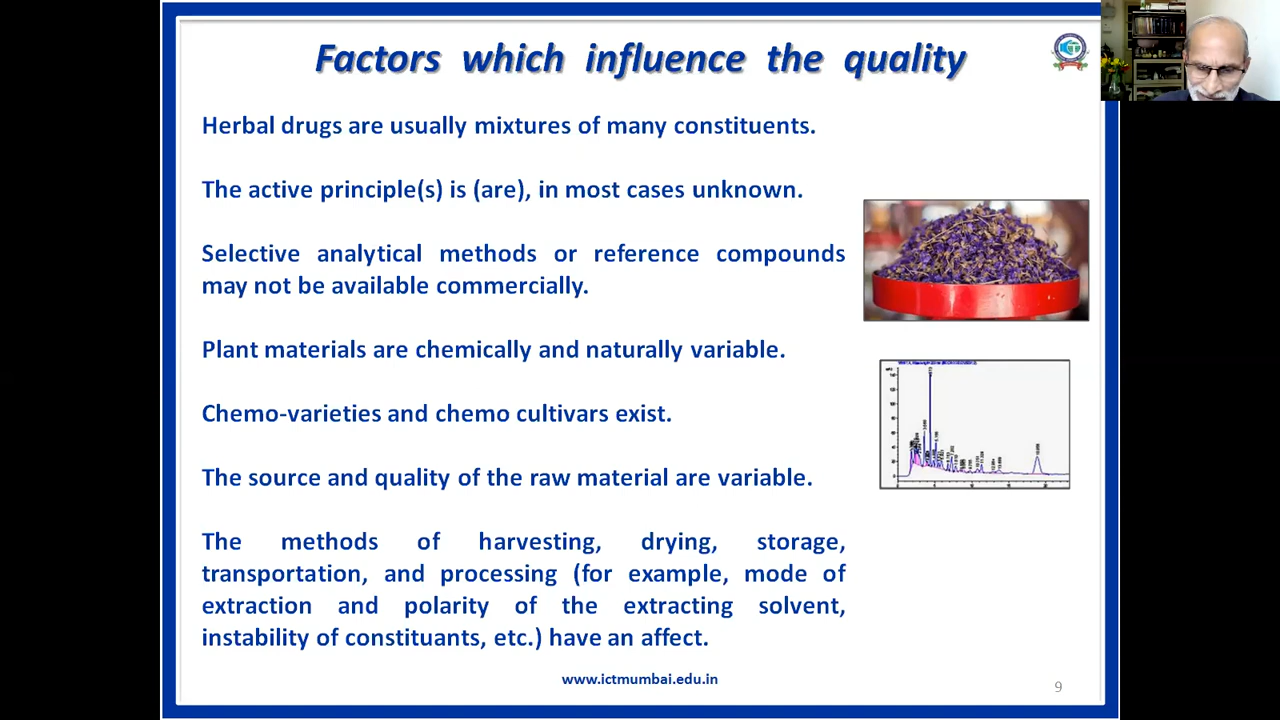 Factors which influence the quality
Herbal drugs are usually mixtures of many constituents.
The active principle(s) is (are), in most cases unknown.
Selective analytical methods or reference compounds
may not be available commercially.
Plant materials are chemically and naturally variable.
Chemo-varieties and chemo cultivars exist.
The source and quality of the raw material are variable.
The methods of harvesting, drying, storage,
transportation, and processing (for example, mode of
extraction and polarity of the extracting solvent,
instability of constituants, etc.) have an affect.
www.ictmumbai.edu.in
9